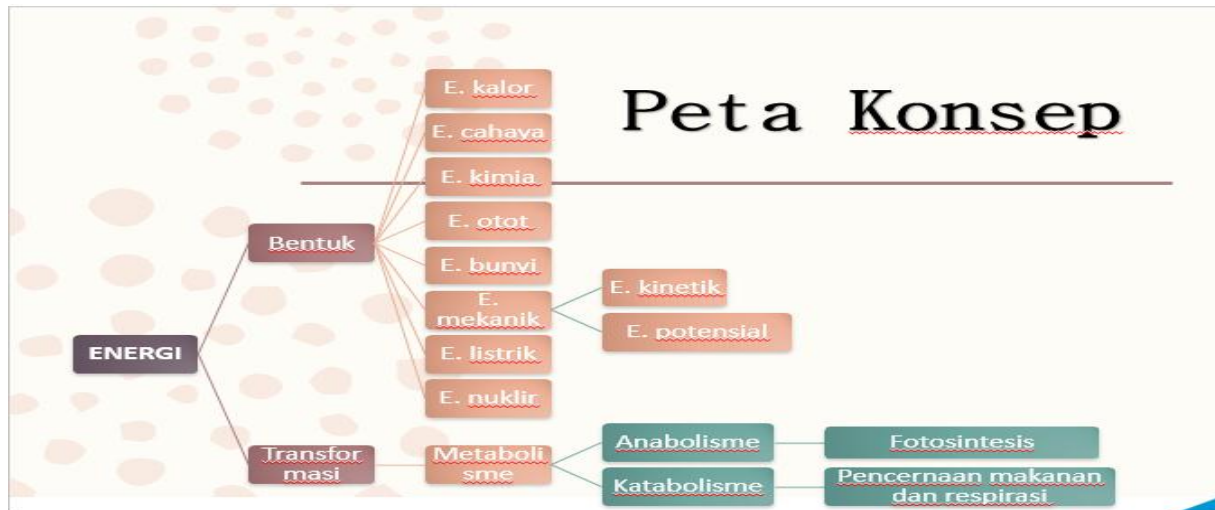 Peta Konsep
ENERGI
Bentuk
E. kalor
E. cahaya
E. kimia
E. otot
E. bunyi
E.
mekanik
E. kinetik
E. potensial
E. listrik
E. nuklir
Transfor
masi
Metaboli
sme
Anabolisme
Fotosintesis
Katabolisme
Pencernaan makanan
dan respirasi